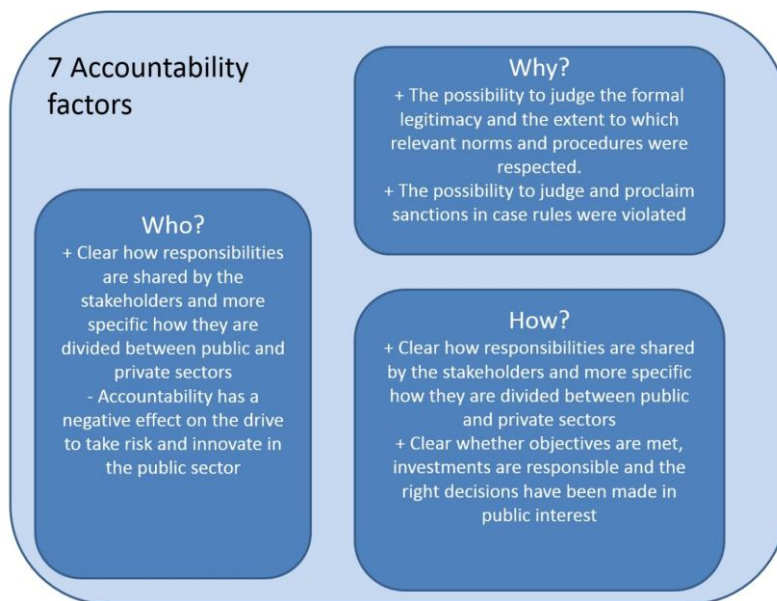 7 Accountability
factors
Why?
+ The possibility to judge the formal
legitimacy and the extent to which
relevant norms and procedures were
respected.
+ The possibility to judge and proclaim
sanctions in case rules were violated
Who?
+ Clear how responsibilities
are shared by the
stakeholders and more
specific how they are
divided between public and
private sectors
- Accountability has a
negative effect on the drive
to take risk and innovate in
the public sector
How?
+ Clear how responsibilities are shared
by the stakeholders and more specific
how they are divided between public
and private sectors
+ Clear whether objectives are met,
investments are responsible and the
right decisions have been made in
public interest